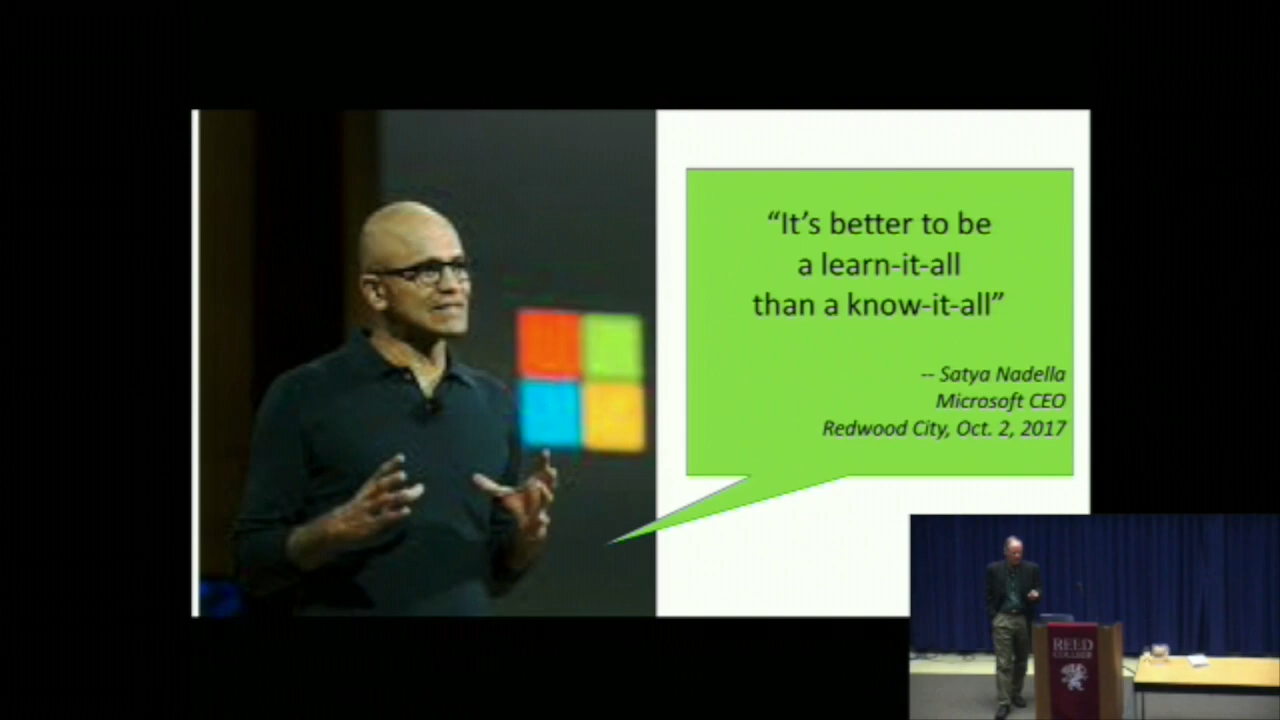 “It’s better to be
a learn-it-all
than a know-it-all”
-- Satya Nadella
Microsoft CEO
Redwood City, Oct. 2, 2017
REED
COLLEGE